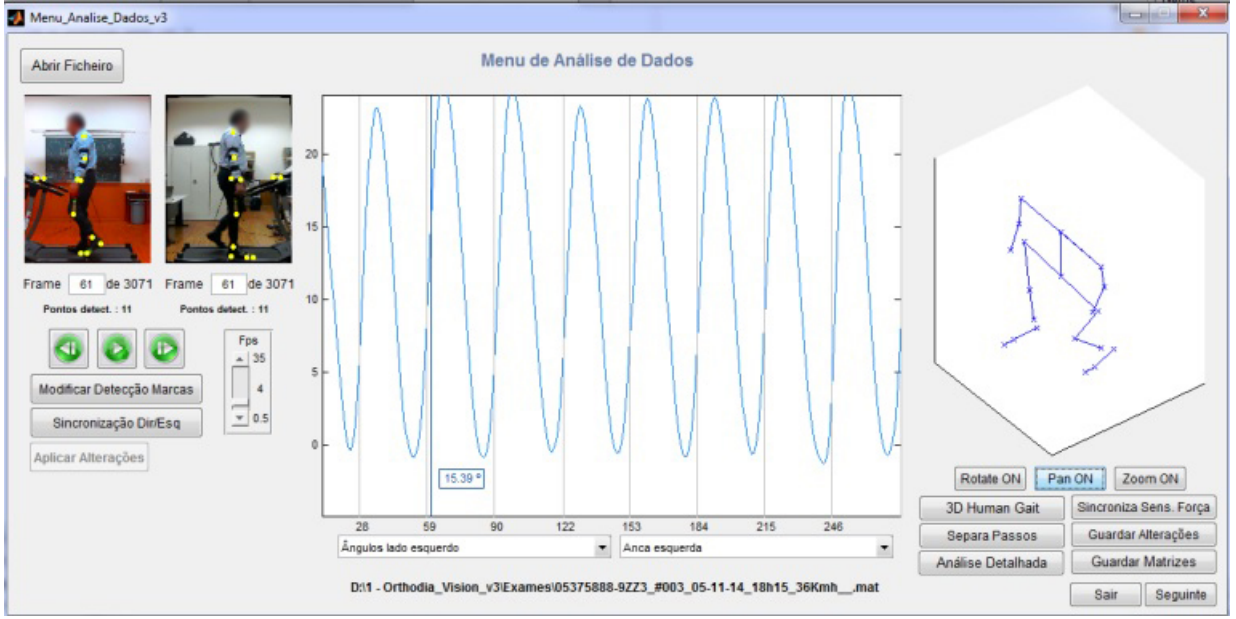 Menu_Analise_Dados_v3
Abrir Ficheiro
Menu de Análise de Dados
Frame 61 de 3071
Frame 61 de 3071
Pontos detect. : 11
Pontos detect. : 11
Fps
35
4
0.5
Modificar Detecção Marcas
Sincronização Dir/Esq
Aplicar Alterações
20
15
10
5
0
15.39 º
28 59 90 122 153 184 215 246
Ângulos lado esquerdo
Anca esquerda
D:\1 - Orthodia_Vision_v3\Exames\05375888-9ZZ3_#003_05-11-14_18h15_36Kmh__.mat
Rotate ON Pan ON Zoom ON
3D Human Gait
Sincroniza Sens. Força
Separa Passos
Guardar Alterações
Análise Detalhada
Guardar Matrizes
Sair Seguinte